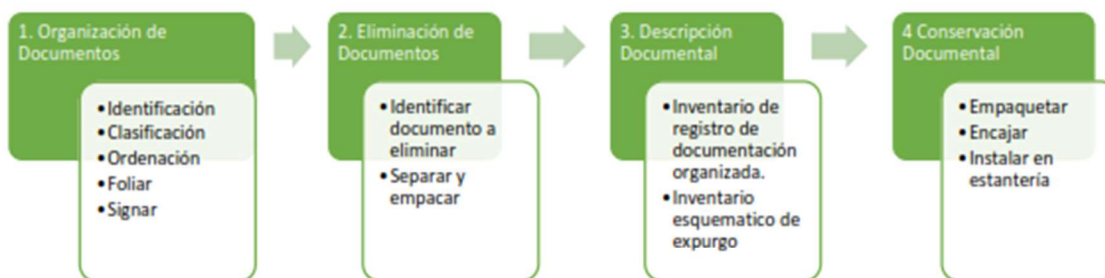 1. Organización de
Documentos
• Identificación
• Clasificación
• Ordenación
• Foliar
• Signar
2. Eliminación de
Documentos
• Identificar
documento a
eliminar
• Separar y
empacar
3. Descripción
Documental
• Inventario de
registro de
documentación
organizada.
• Inventario
esquematico de
expurgo
4 Conservación
Documental
• Empaquetar
• Encajar
• Instalar en
estantería